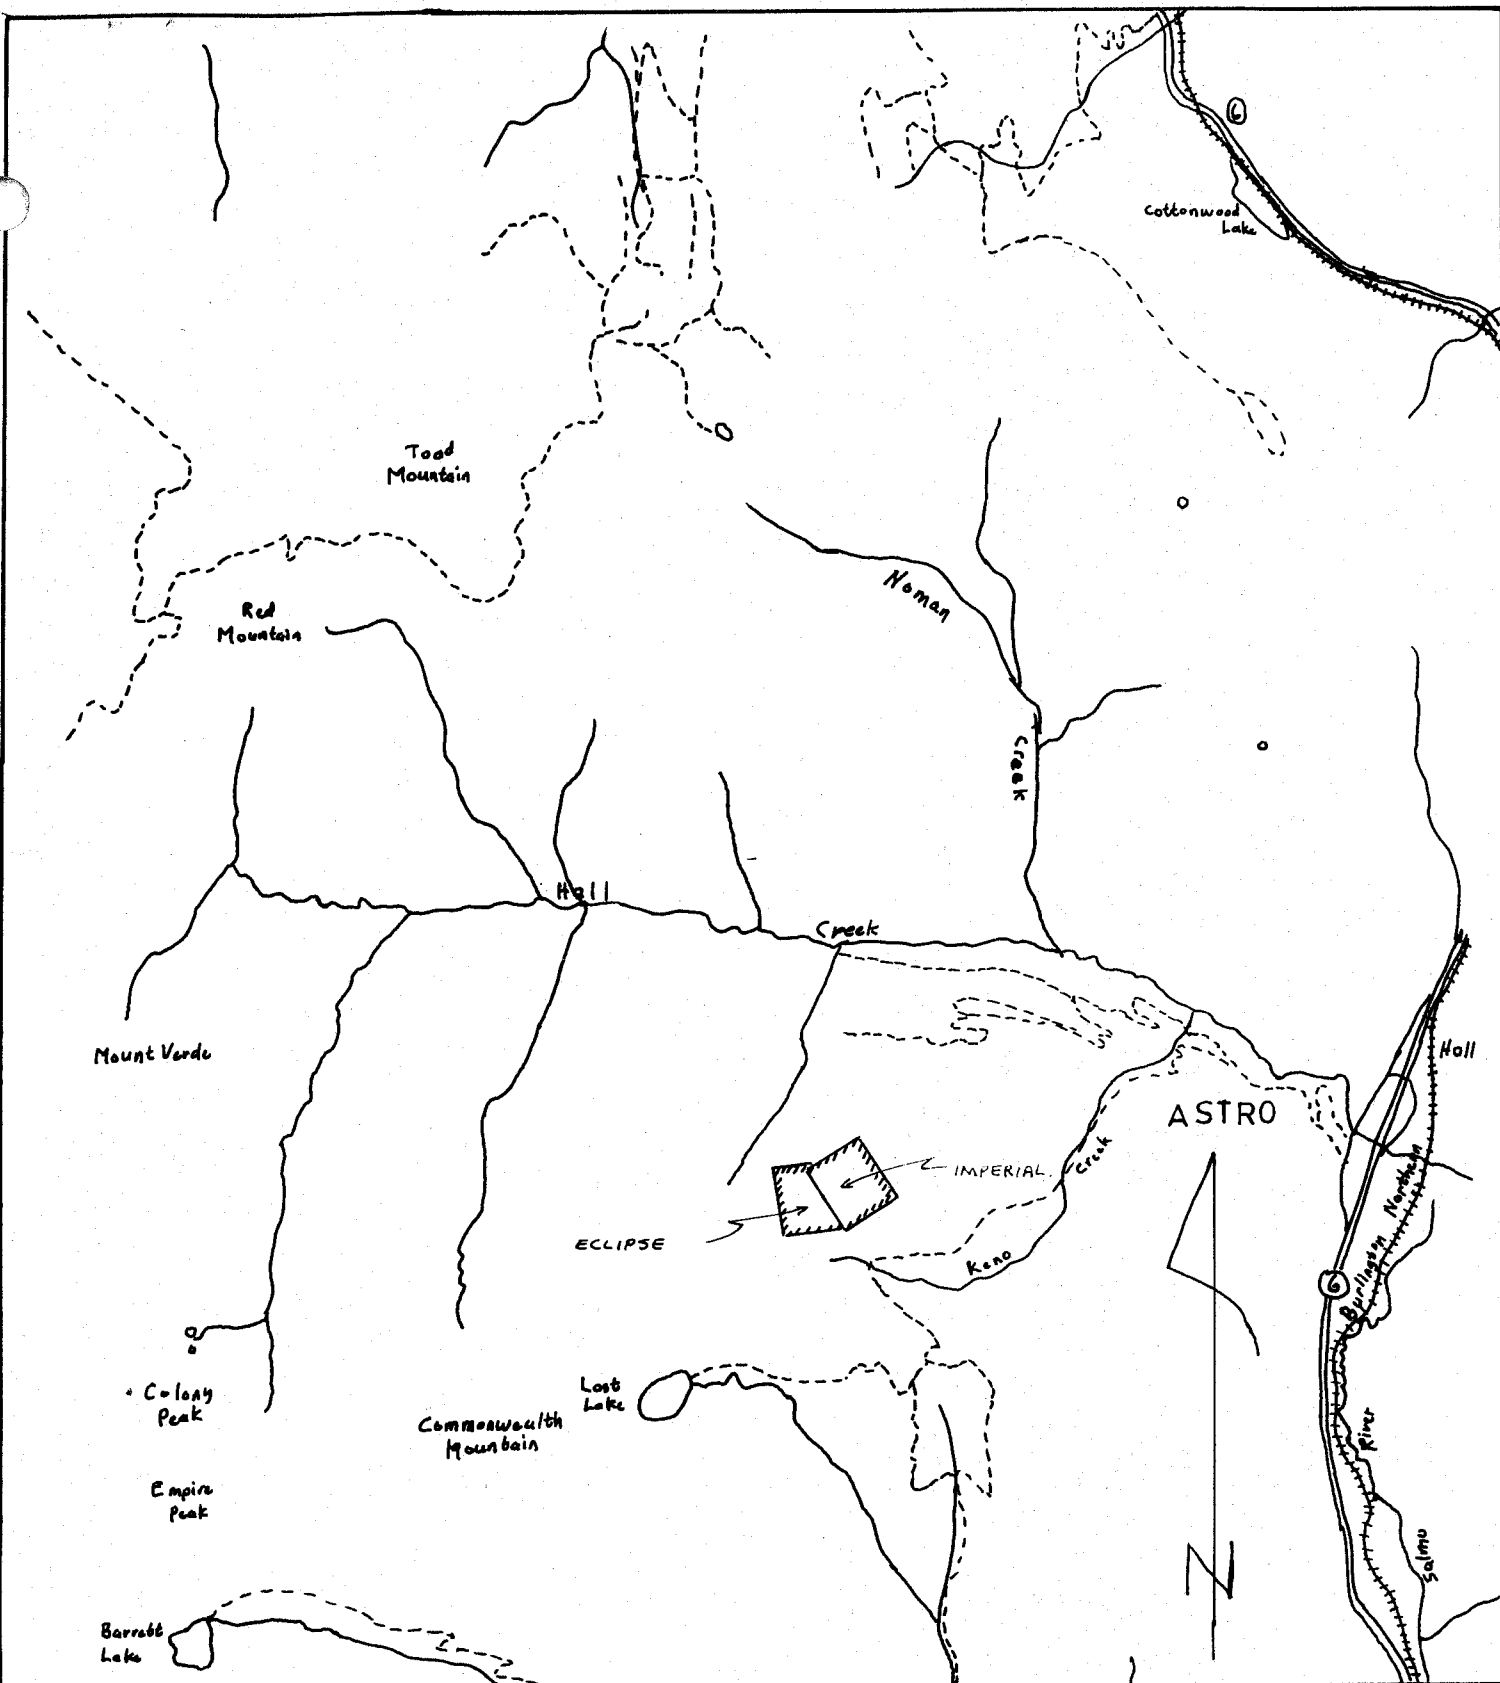 6
Cottonwood
Lake
Toad
Mountain
Noman
Creek
Red
Mountain
Hall
Creek
Mount Verde
Hall
ASTRO
IMPERIAL.
ECLIPSE
Creek
Keno
Burlington Northern
6
Colony
Peak
Lost
Lake
Commonwealth
Mountain
River
Empire
Peak
Salmo
N
Barrett
Lake